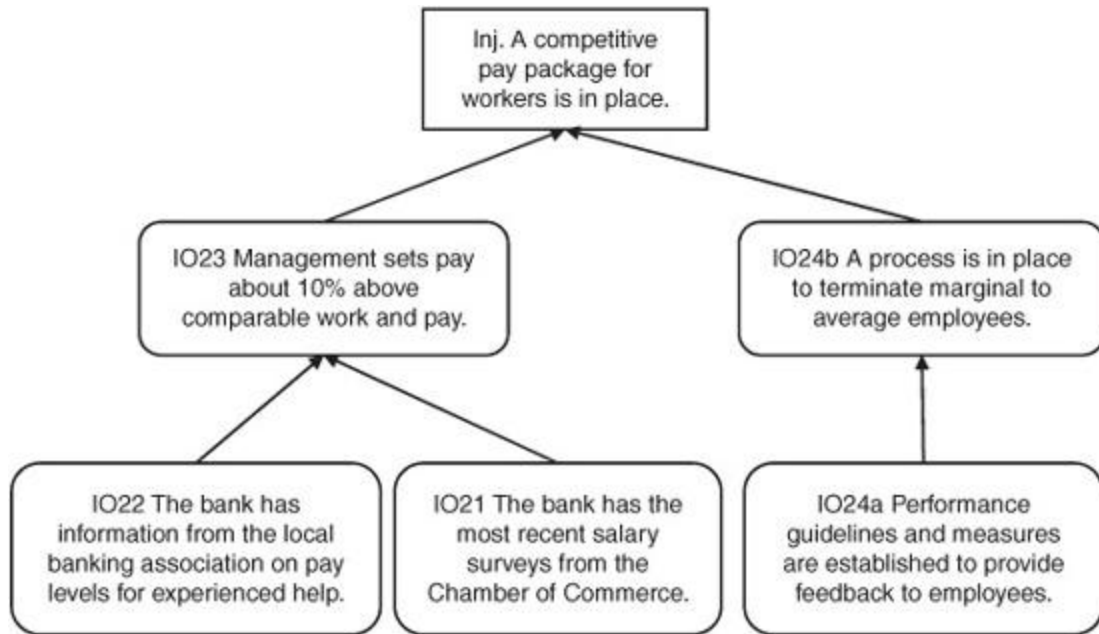 Inj. A competitive
pay package for
workers is in place.
IO23 Management sets pay
about 10% above
comparable work and pay.
IO24b A process is in place
to terminate marginal to
average employees.
IO22 The bank has
information from the local
banking association on pay
levels for experienced help.
IO21 The bank has the
most recent salary
surveys from the
Chamber of Commerce.
IO24a Performance
guidelines and measures
are established to provide
feedback to employees.